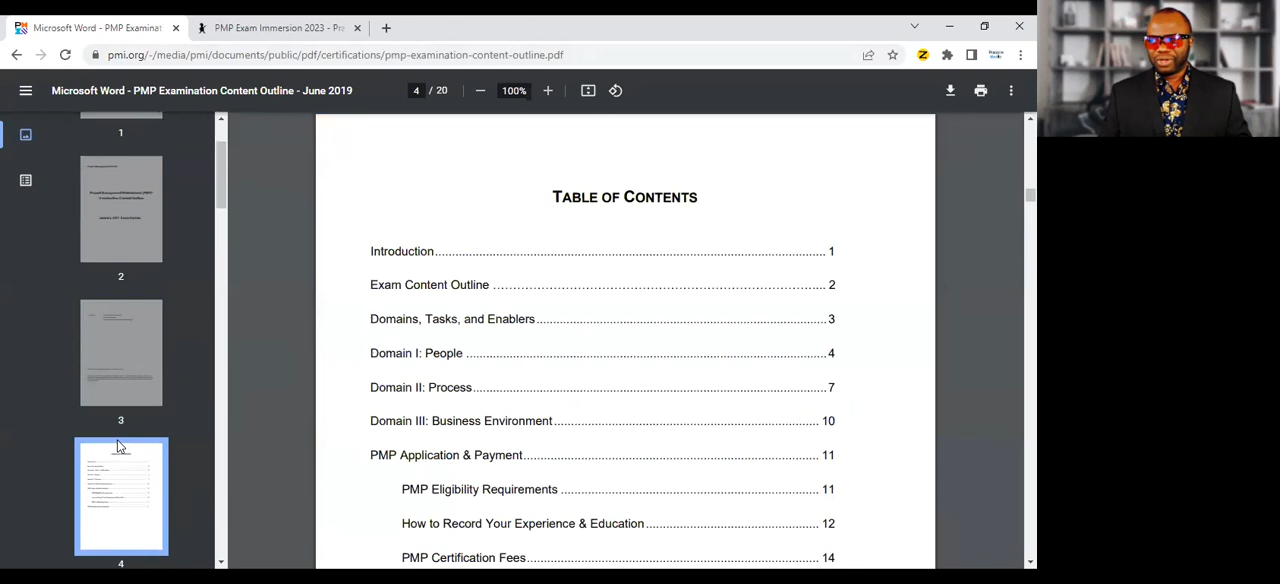 Microsoft Word - PMP Examinat
PMP Exam Immersion 2023 - Pra
pmi.org/-/media/pmi/documents/public/pdf/certifications/pmp-examination-content-outline.pdf
Microsoft Word - PMP Examination Content Outline - June 2019
4 / 20
100%
1
2
3
4
TABLE OF CONTENTS
Introduction 1
Exam Content Outline 2
Domains, Tasks, and Enablers 3
Domain I: People 4
Domain II: Process 7
Domain III: Business Environment 10
PMP Application & Payment 11
PMP Eligibility Requirements 11
How to Record Your Experience & Education 12
PMP Certification Fees 14